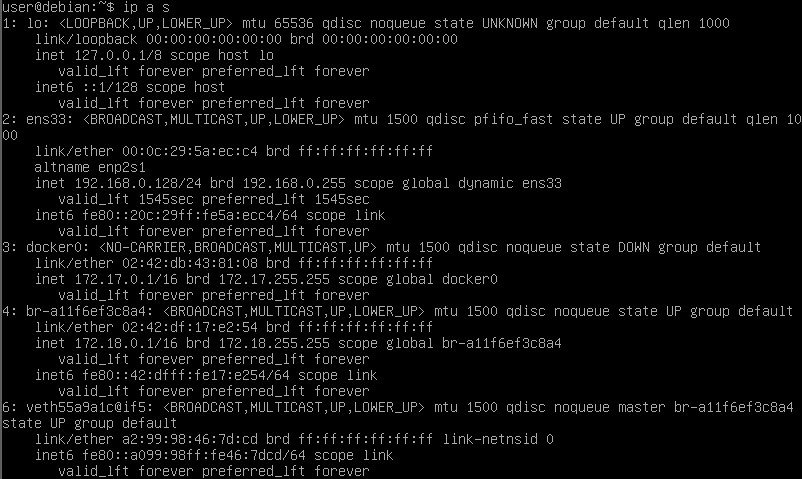 user@debian:~$ ip a s
1: lo: <LOOPBACK,UP,LOWER_UP> mtu 65536 qdisc noqueue state UNKNOWN group default qlen 1000
    link/loopback 00:00:00:00:00:00 brd 00:00:00:00:00:00
    inet 127.0.0.1/8 scope host lo
       valid_lft forever preferred_lft forever
    inet6 ::1/128 scope host
       valid_lft forever preferred_lft forever
2: ens33: <BROADCAST,MULTICAST,UP,LOWER_UP> mtu 1500 qdisc pfifo_fast state UP group default qlen 10
00
    link/ether 00:0c:29:5a:ec:c4 brd ff:ff:ff:ff:ff:ff
    altname enp2s1
    inet 192.168.0.128/24 brd 192.168.0.255 scope global dynamic ens33
       valid_lft 1545sec preferred_lft 1545sec
    inet6 fe80::20c:29ff:fe5a:ecc4/64 scope link
       valid_lft forever preferred_lft forever
3: docker0: <NO-CARRIER,BROADCAST,MULTICAST,UP> mtu 1500 qdisc noqueue state DOWN group default
    link/ether 02:42:db:43:81:08 brd ff:ff:ff:ff:ff:ff
    inet 172.17.0.1/16 brd 172.17.255.255 scope global docker0
       valid_lft forever preferred_lft forever
4: br-a11f6ef3c8a4: <BROADCAST,MULTICAST,UP,LOWER_UP> mtu 1500 qdisc noqueue state UP group default
    link/ether 02:42:df:17:e2:54 brd ff:ff:ff:ff:ff:ff
    inet 172.18.0.1/16 brd 172.18.255.255 scope global br-a11f6ef3c8a4
       valid_lft forever preferred_lft forever
    inet6 fe80::42:dfff:fe17:e254/64 scope link
       valid_lft forever preferred_lft forever
6: veth55a9a1c@if5: <BROADCAST,MULTICAST,UP,LOWER_UP> mtu 1500 qdisc noqueue master br-a11f6ef3c8a4
state UP group default
    link/ether a2:99:98:46:7d:cd brd ff:ff:ff:ff:ff:ff link-netnsid 0
    inet6 fe80::a099:98ff:fe46:7dcd/64 scope link
       valid_lft forever preferred_lft forever